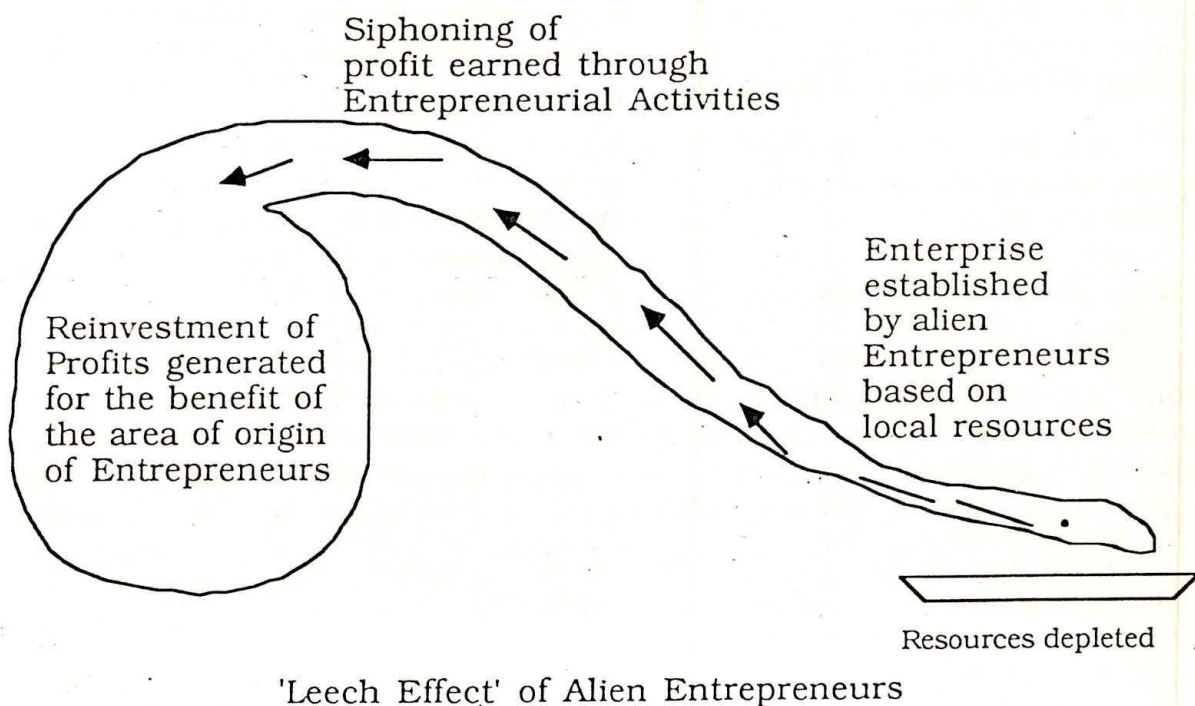 Siphoning of
profit earned through
Entrepreneurial Activities
Enterprise
established
by alien
Entrepreneurs
based on
local resources
Reinvestment of
Profits generated
for the benefit of
the area of origin
of Entrepreneurs
Resources depleted
'Leech Effect' of Alien Entrepreneurs